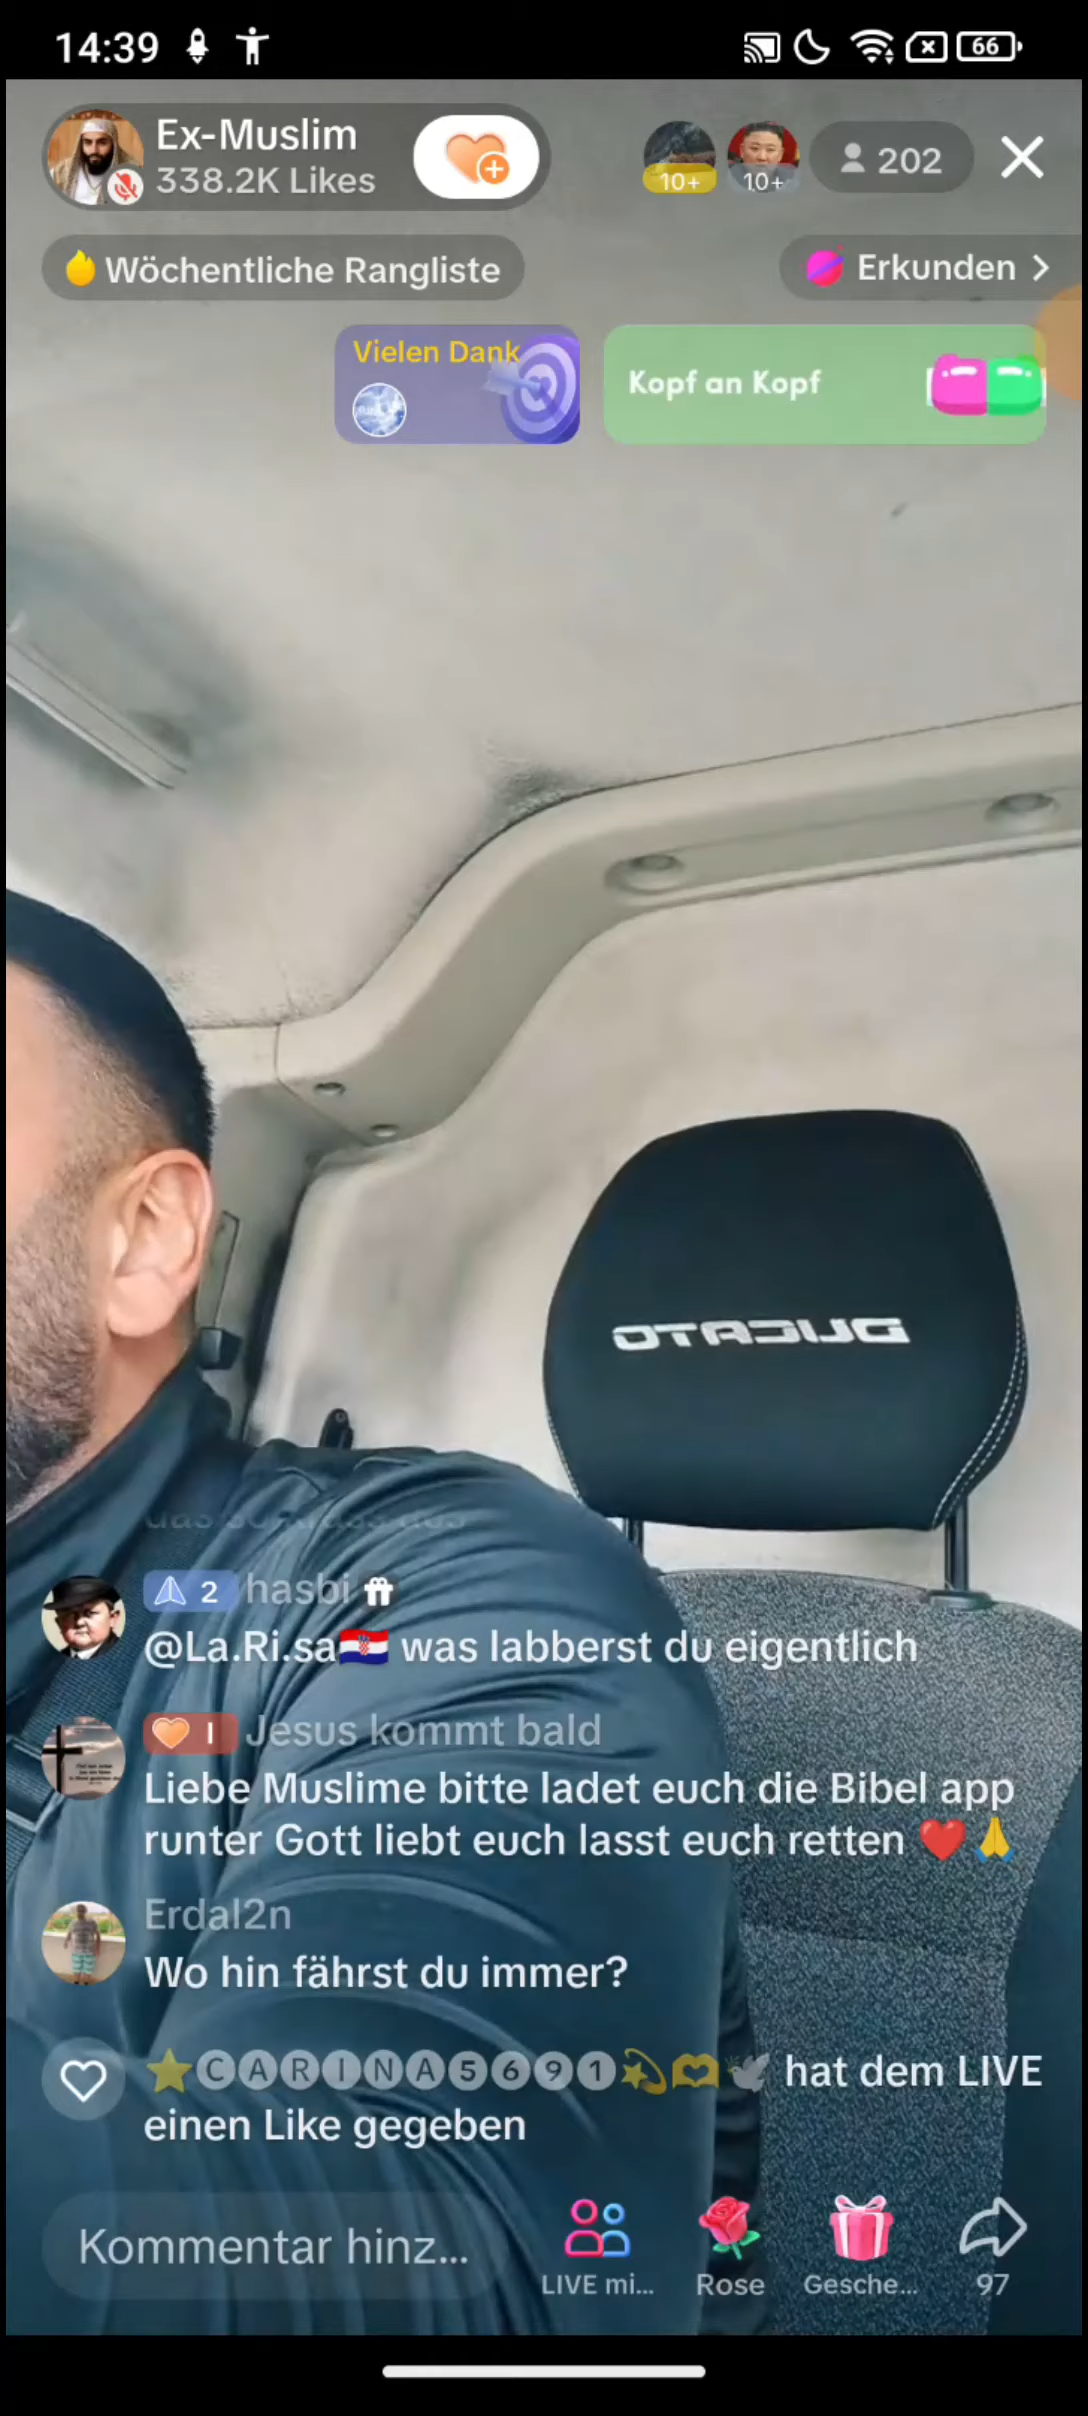 14:39
66
Ex-Muslim
338.2K Likes
10+
10+
202
Wöchentliche Rangliste
Erkunden >
Vielen Dank
Kopf an Kopf
DUCATO
2 hasbi
@La.Ri.sa🇭🇷 was labberst du eigentlich
I Jesus kommt bald
Liebe Muslime bitte ladet euch die Bibel app
runter Gott liebt euch lasst euch retten ❤️🙏
Erdal2n
Wo hin fährst du immer?
⭐🅒🅐🅡🅘🅝🅐❺❻❾❶💫🫶🕊️ hat dem LIVE
einen Like gegeben
Kommentar hinz...
LIVE mi...
Rose
Gesche...
97